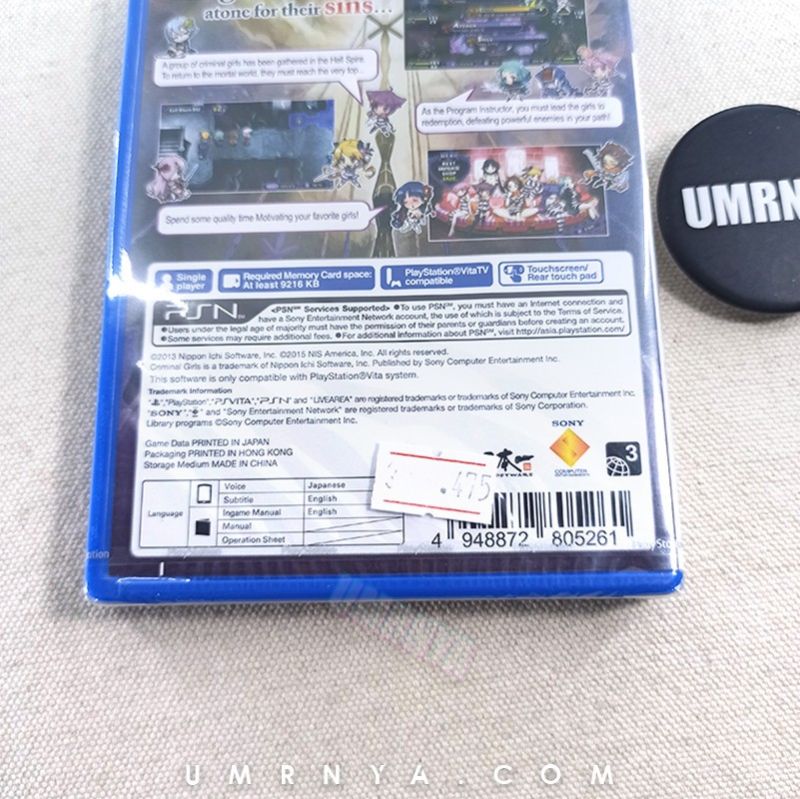 atone for their sins...
A group of criminal girls has been gathered in the Hell Spire.
To return to the mortal world, they must reach the very top...
As the Program Instructor, you must lead the girls to
redemption, defeating powerful enemies in your path!
Spend some quality time Motivating your favorite girls!
UMRN
Single player
Required Memory Card space: At least 9216 KB
PlayStation®VitaTV compatible
Touchscreen/ Rear touch pad
PSN
<PSN℠ Services Supported> ●To use PSN℠, you must have an Internet connection and
have a Sony Entertainment Network account, the use of which is subject to the Terms of Service.
●Users under the legal age of majority must have the permission of their parents or guardians before creating an account.
●Some services may require additional fees. ●For additional information about PSN℠, visit http://asia.playstation.com/
©2013 Nippon Ichi Software, Inc. ©2015 NIS America, Inc. All rights reserved.
Criminal Girls is a trademark of Nippon Ichi Software, Inc. Published by Sony Computer Entertainment Inc.
This software is only compatible with PlayStation®Vita system.
Trademark Information
"PlayStation", "PSVITA", "PSN" and "LIVEAREA" are registered trademarks or trademarks of Sony Computer Entertainment Inc.
"SONY" and "Sony Entertainment Network" are registered trademarks or trademarks of Sony Corporation.
Library programs ©Sony Computer Entertainment Inc.
Game Data PRINTED IN JAPAN
Packaging PRINTED IN HONG KONG
Storage Medium MADE IN CHINA
SONY
COMPUTER ENTERTAINMENT
3
.475
Language
Voice Japanese
Subtitle English
Ingame Manual English
Manual
Operation Sheet
4 948872 805261
UMRNYA
UMRNYA.COM